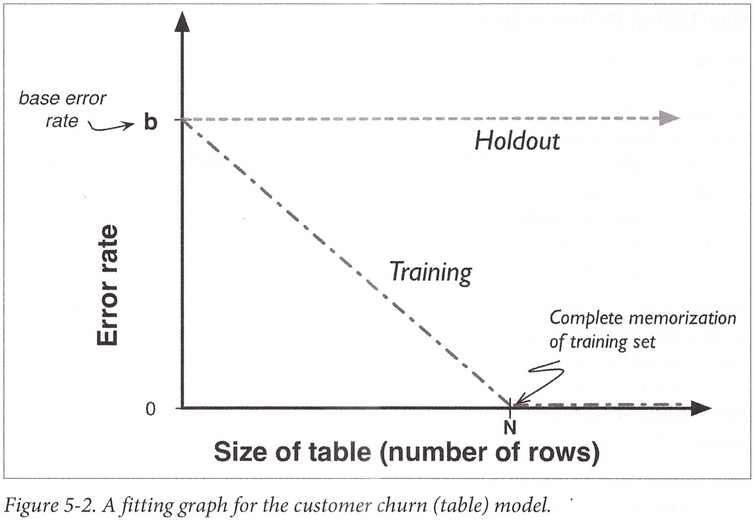 base error
rate
b
Holdout
Error rate
Training
Complete memorization
of training set
0
N
Size of table (number of rows)
Figure 5-2. A fitting graph for the customer churn (table) model.